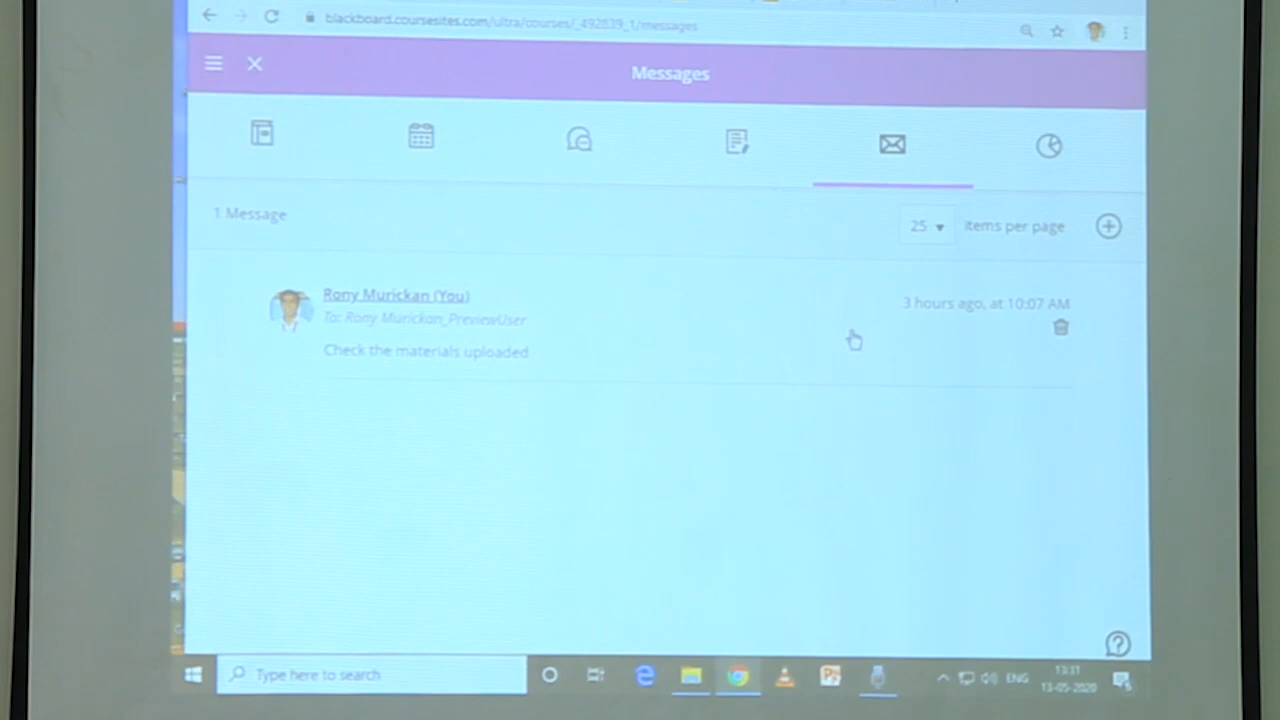 blackboard.coursesites.com/ultra/courses/_492839_1/messages
Messages
1 Message
25
items per page
Rony Murickan (You)
3 hours ago, at 10:07 AM
To: Rony Murickan_PreviewUser
Check the materials uploaded
Type here to search
ENG
13:31
13-05-2020